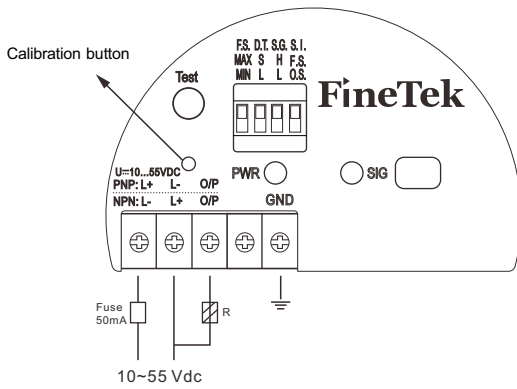 Calibration button
Test
F.S. D.T. S.G. S.I.
MAX S H F.S.
MIN L L O.S.
FineTek
U⎓10...55VDC
PNP: L+ L- O/P
NPN: L- L+ O/P
PWR
SIG
GND
Fuse
50mA
R
10~55 Vdc